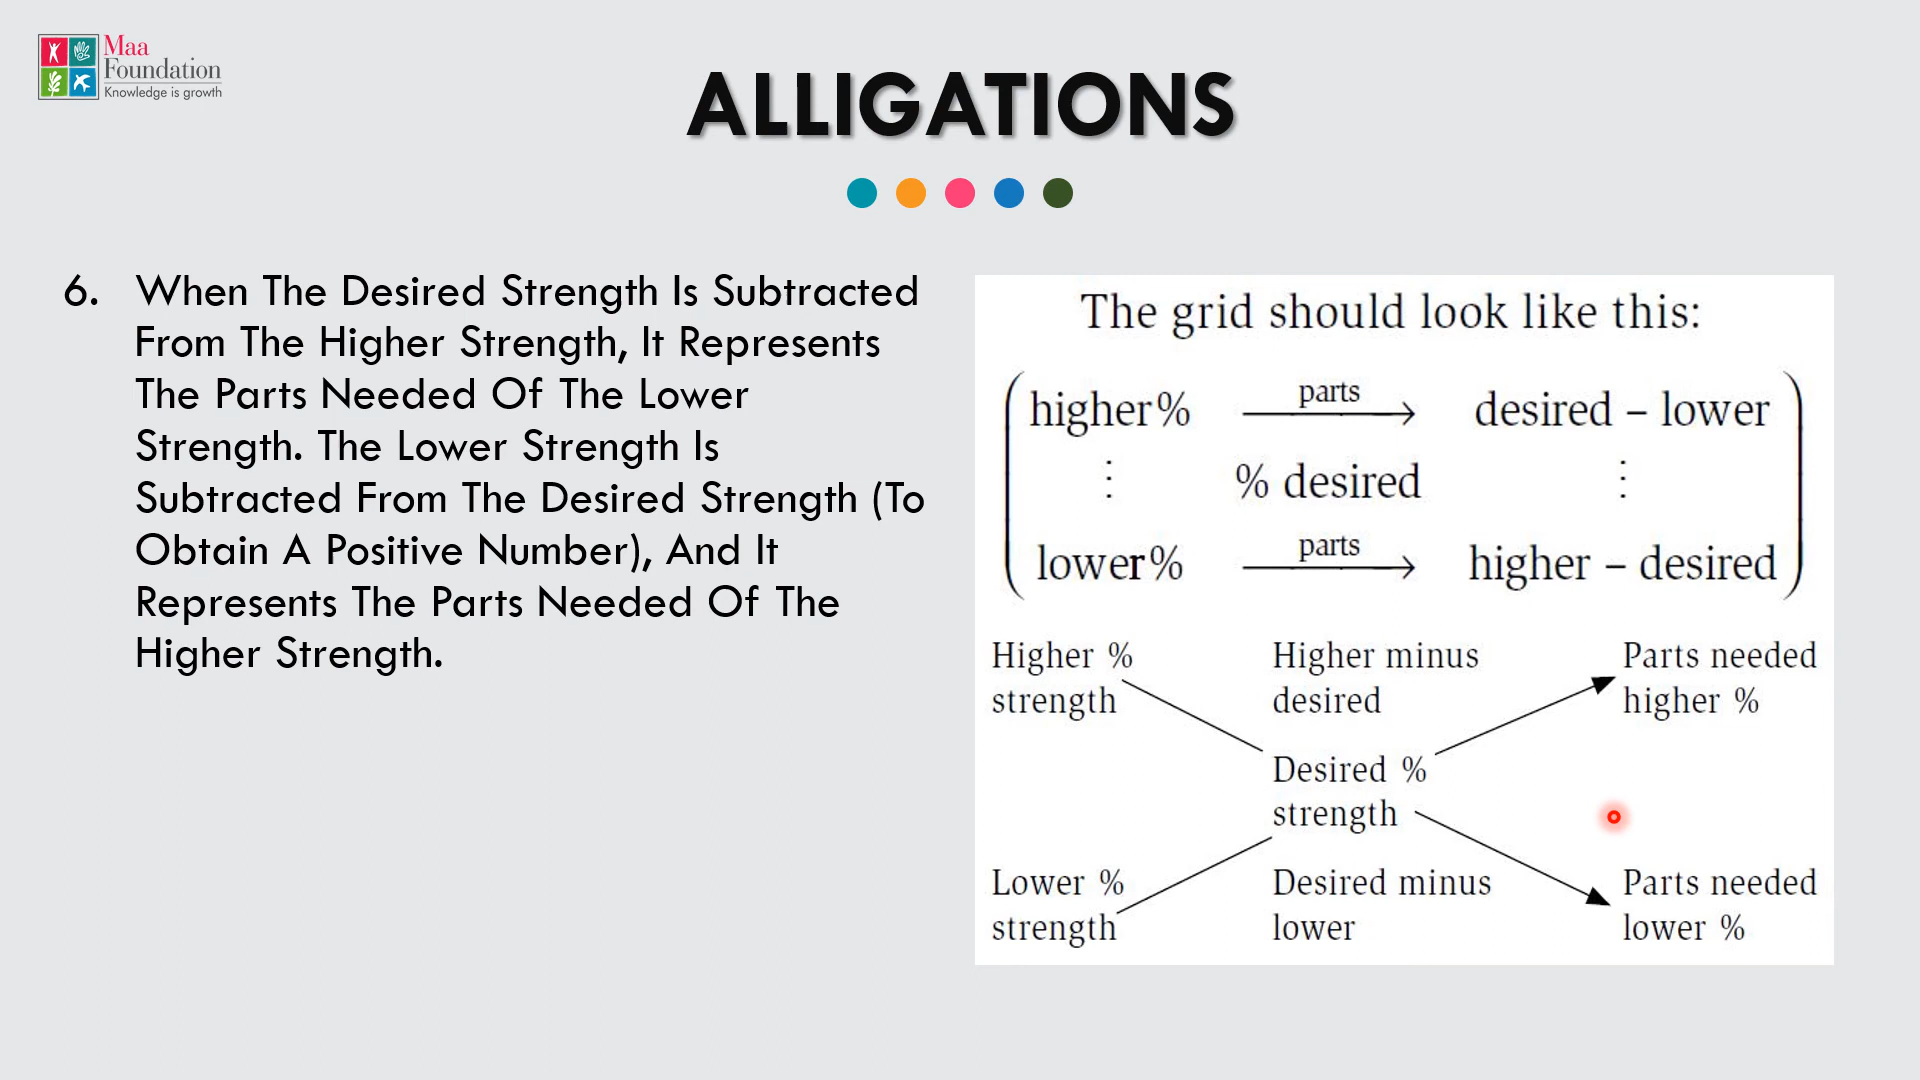 Maa
Foundation
Knowledge is growth
ALLIGATIONS
6. When The Desired Strength Is Subtracted
From The Higher Strength, It Represents
The Parts Needed Of The Lower
Strength. The Lower Strength Is
Subtracted From The Desired Strength (To
Obtain A Positive Number), And It
Represents The Parts Needed Of The
Higher Strength.
The grid should look like this:
higher% parts desired – lower
% desired
lower% parts higher – desired
Higher % Higher minus Parts needed
strength desired higher %
Desired %
strength
Lower % Desired minus Parts needed
strength lower lower %